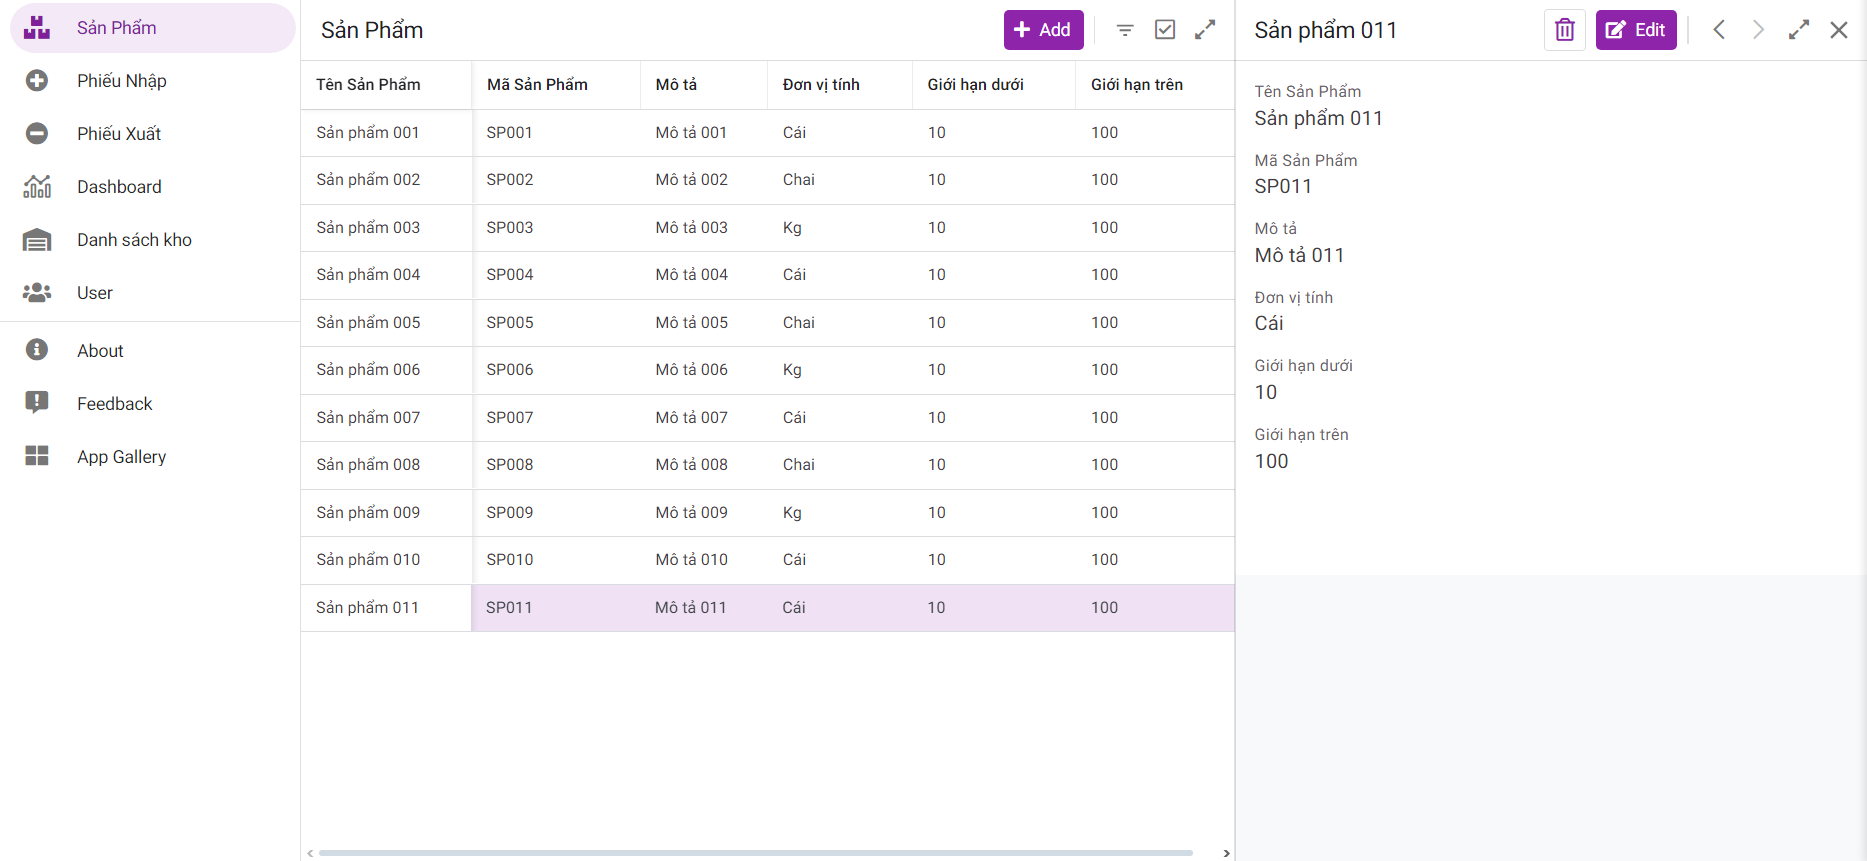 Sản Phẩm
Phiếu Nhập
Phiếu Xuất
Dashboard
Danh sách kho
User
About
Feedback
App Gallery
Sản Phẩm
Add
Tên Sản Phẩm Mã Sản Phẩm Mô tả Đơn vị tính Giới hạn dưới Giới hạn trên
Sản phẩm 001 SP001 Mô tả 001 Cái 10 100
Sản phẩm 002 SP002 Mô tả 002 Chai 10 100
Sản phẩm 003 SP003 Mô tả 003 Kg 10 100
Sản phẩm 004 SP004 Mô tả 004 Cái 10 100
Sản phẩm 005 SP005 Mô tả 005 Chai 10 100
Sản phẩm 006 SP006 Mô tả 006 Kg 10 100
Sản phẩm 007 SP007 Mô tả 007 Cái 10 100
Sản phẩm 008 SP008 Mô tả 008 Chai 10 100
Sản phẩm 009 SP009 Mô tả 009 Kg 10 100
Sản phẩm 010 SP010 Mô tả 010 Cái 10 100
Sản phẩm 011 SP011 Mô tả 011 Cái 10 100
Sản phẩm 011
Edit
Tên Sản Phẩm
Sản phẩm 011
Mã Sản Phẩm
SP011
Mô tả
Mô tả 011
Đơn vị tính
Cái
Giới hạn dưới
10
Giới hạn trên
100